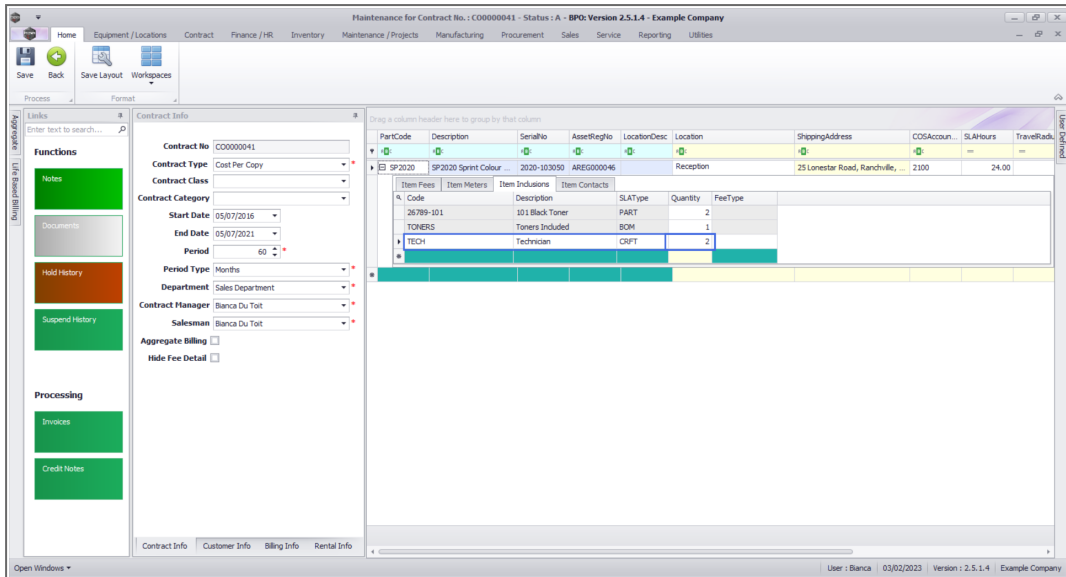 Maintenance for Contract No. : CO0000041 - Status : A - BPO: Version 2.5.1.4 - Example Company
Home Equipment / Locations Contract Finance / HR Inventory Maintenance / Projects Manufacturing Procurement Sales Service Reporting Utilities
Save Back Save Layout Workspaces
Process Format
Aggregate
Life Based Billing
Links
Enter text to search...
Functions
Notes
Documents
Hold History
Suspend History
Processing
Invoices
Credit Notes
Contract Info
Contract No CO0000041
Contract Type Cost Per Copy *
Contract Class
Contract Category
Start Date 05/07/2016
End Date 05/07/2021
Period 60 *
Period Type Months *
Department Sales Department *
Contract Manager Bianca Du Toit *
Salesman Bianca Du Toit *
Aggregate Billing
Hide Fee Detail
Contract Info Customer Info Billing Info Rental Info
Drag a column header here to group by that column
PartCode Description SerialNo AssetRegNo LocationDesc Location ShippingAddress COSAccoun... SLAHours TravelRadiu
= =
SP2020 SP2020 Sprint Colour ... 2020-103050 AREG000046 Reception 25 Lonestar Road, Ranchville, ... 2100 24.00
Item Fees Item Meters Item Inclusions Item Contacts
Code Description SLAType Quantity FeeType
26789-101 101 Black Toner PART 2
TONERS Toners Included BOM 1
TECH Technician CRFT 2
User Defined
Open Windows User : Bianca 03/02/2023 Version : 2.5.1.4 Example Company